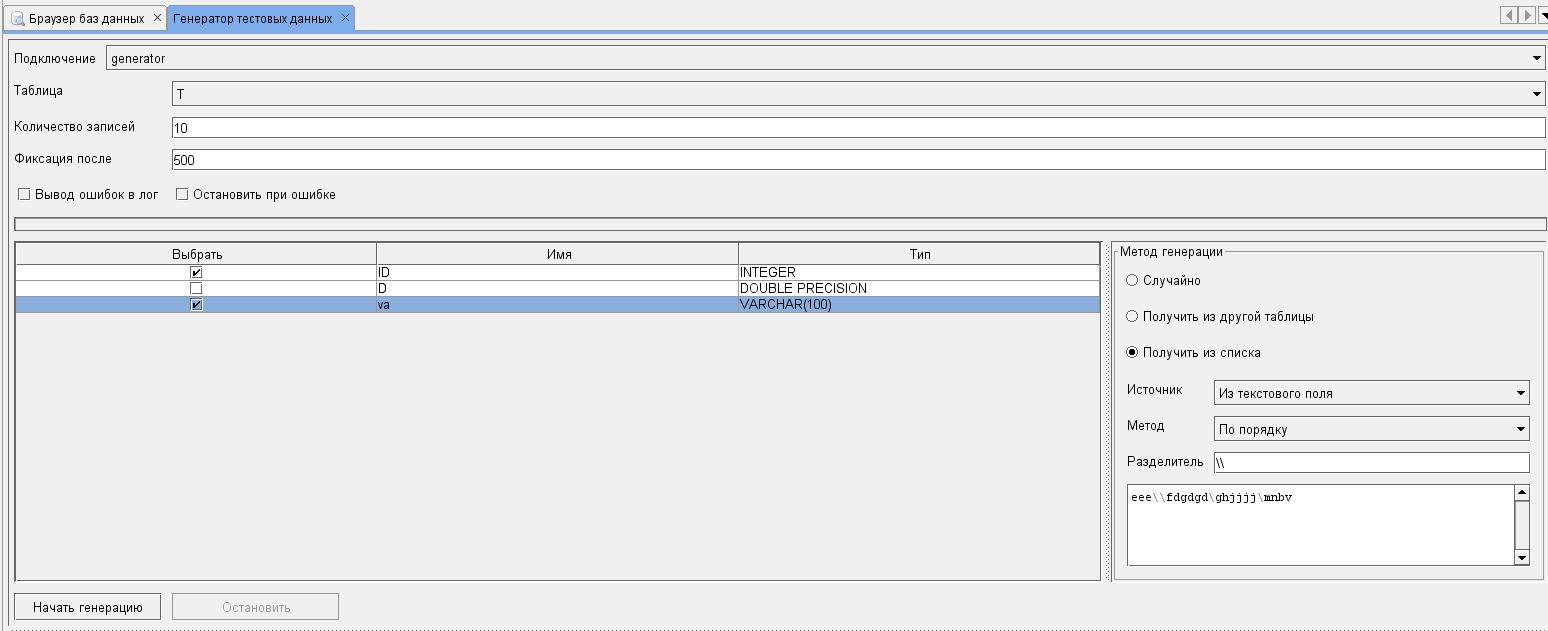 Браузер баз данных Генератор тестовых данных
Подключение generator
Таблица T
Количество записей 10
Фиксация после 500
Вывод ошибок в лог Остановить при ошибке
Выбрать Имя Тип
ID INTEGER
D DOUBLE PRECISION
va VARCHAR(100)
Метод генерации
Случайно
Получить из другой таблицы
Получить из списка
Источник Из текстового поля
Метод По порядку
Разделитель \\
eee\\fdgdgd\ghjjjj\mnbv
Начать генерацию Остановить